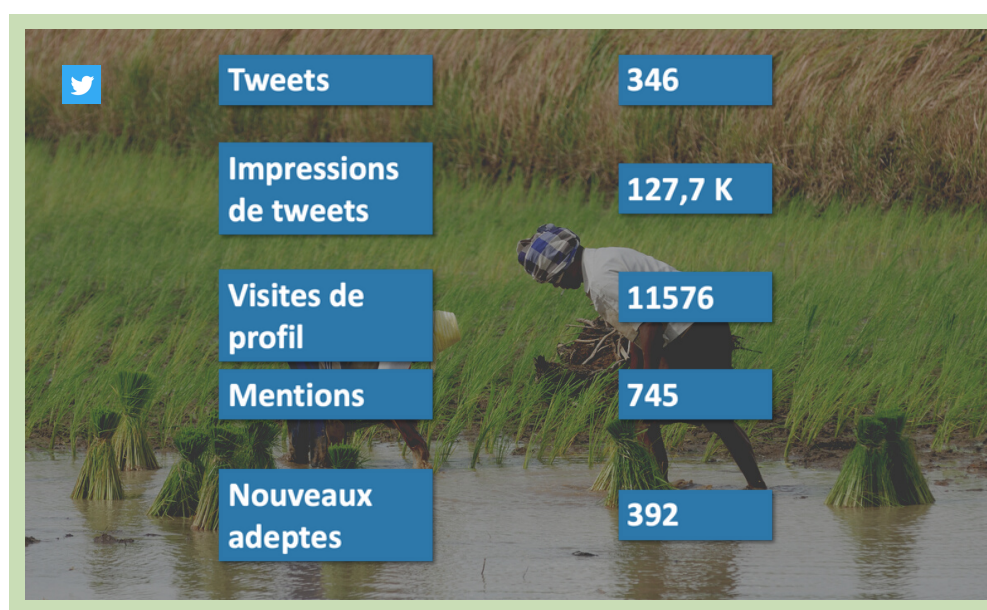 Tweets 346
Impressions
de tweets
127,7 K
Visites de
profil
11576
Mentions 745
Nouveaux
adeptes
392